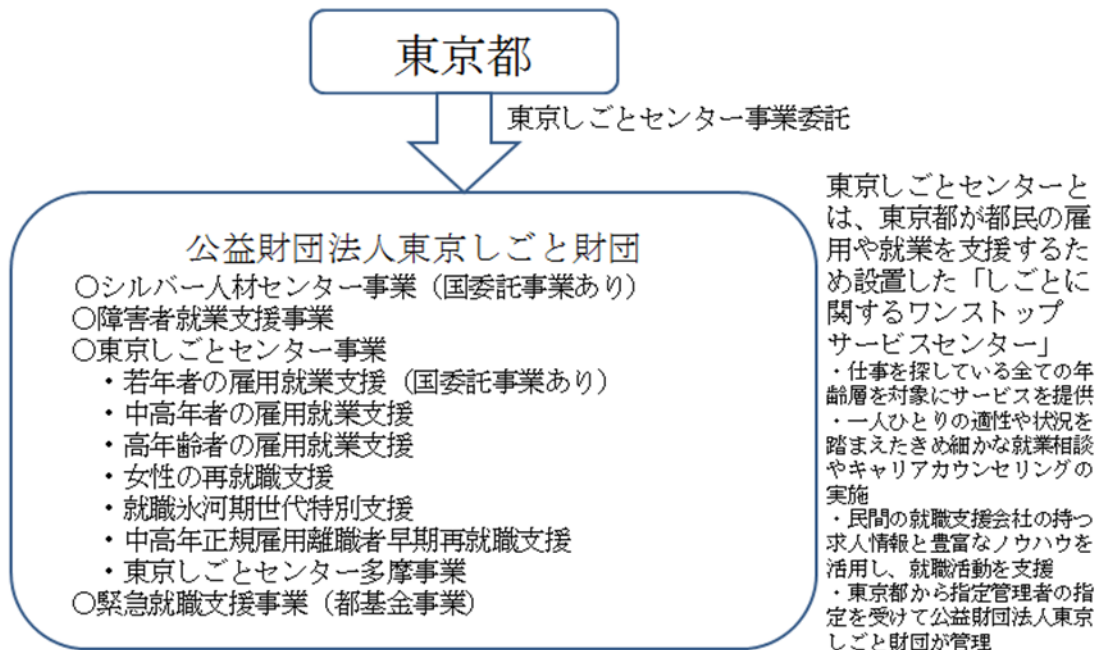 東京都
東京しごとセンター事業委託
公益財団法人東京しごと財団
○シルバー人材センター事業（国委託事業あり）
○障害者就業支援事業
○東京しごとセンター事業
・若年者の雇用就業支援（国委託事業あり）
・中高年者の雇用就業支援
・高年齢者の雇用就業支援
・女性の再就職支援
・就職氷河期世代特別支援
・中高年正規雇用離職者早期再就職支援
・東京しごとセンター多摩事業
○緊急就職支援事業（都基金事業）
東京しごとセンターと
は、東京都が都民の雇
用や就業を支援するた
め設置した「しごとに
関するワンストップ
サービスセンター」
・仕事を探している全ての年
齢層を対象にサービスを提供
・一人ひとりの適性や状況を
踏まえたきめ細かな就業相談
やキャリアカウンセリングの
実施
・民間の就職支援会社の持つ
求人情報と豊富なノウハウを
活用し、就職活動を支援
・東京都から指定管理者の指
定を受けて公益財団法人東京
しごと財団が管理